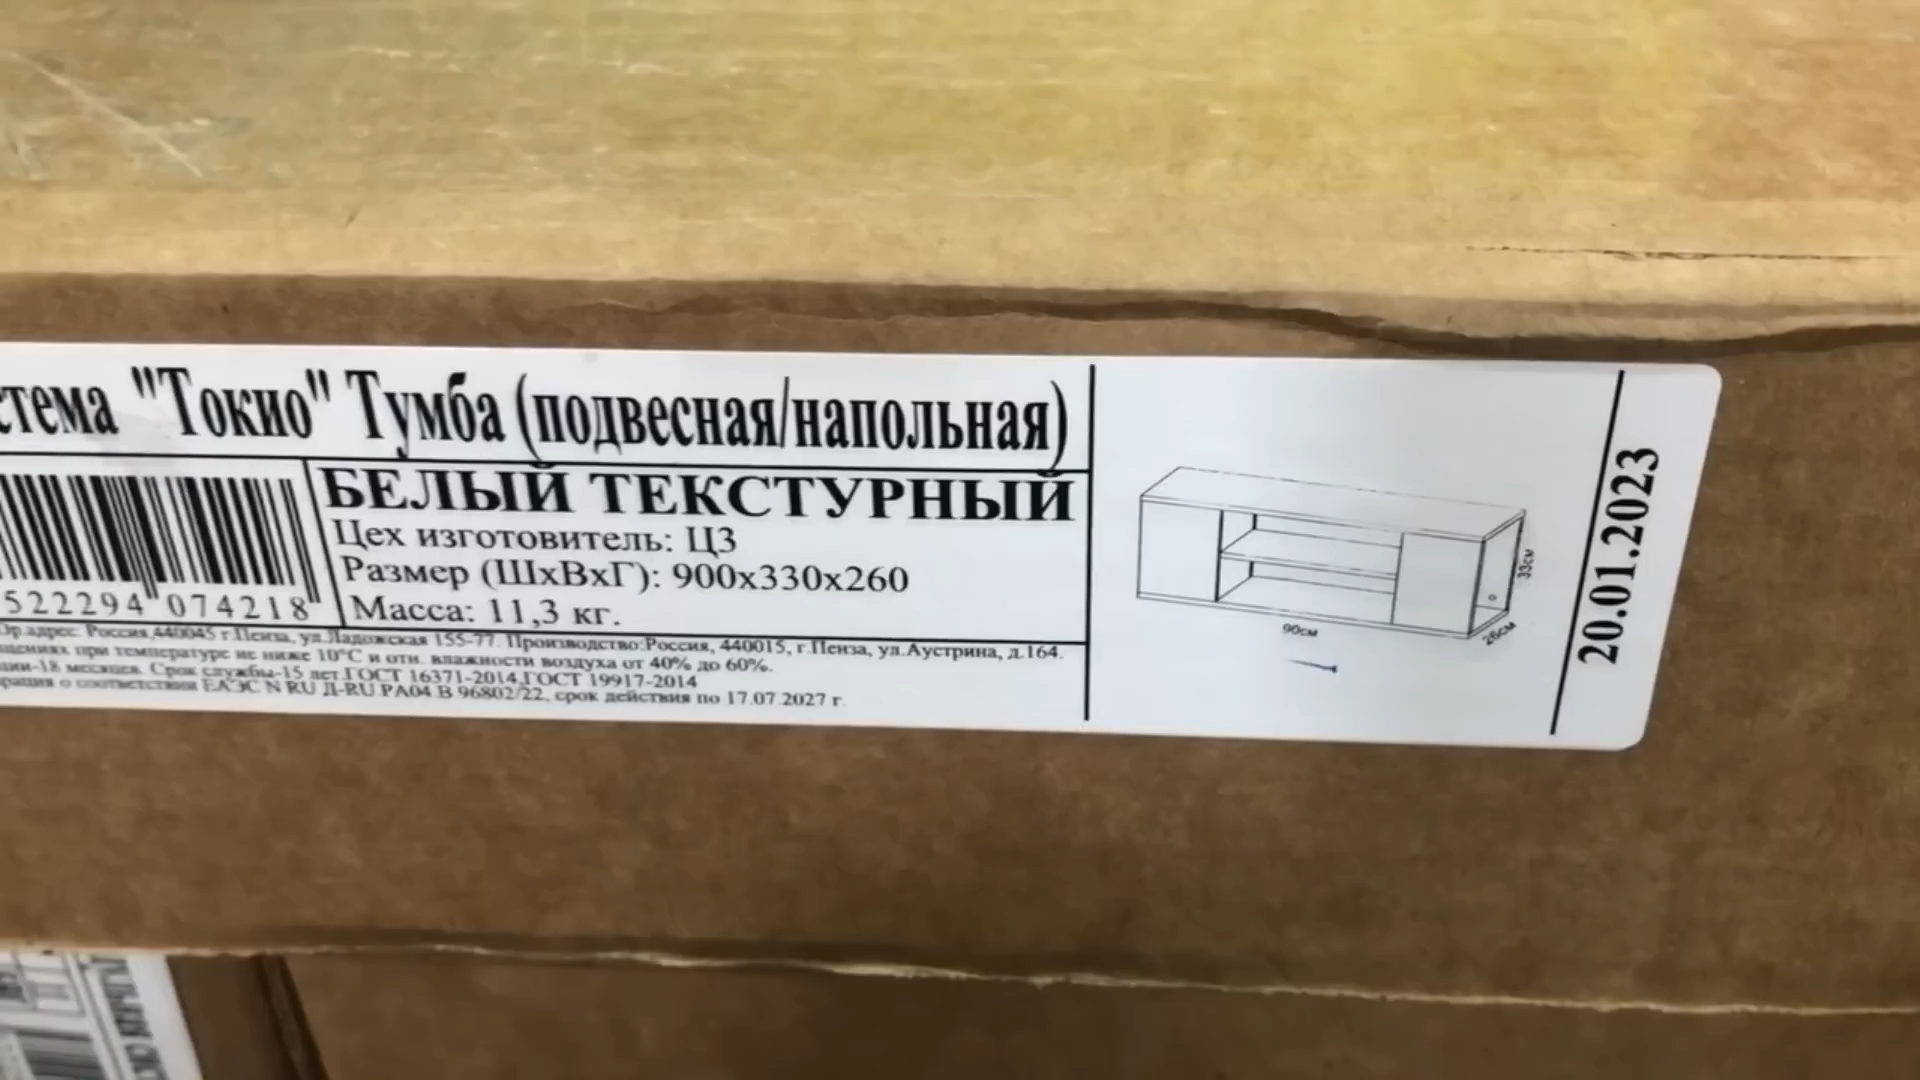 стема "Токио" Тумба (подвесная/напольная)
БЕЛЫЙ ТЕКСТУРНЫЙ
Цех изготовитель: Ц3
Размер (ШхВхГ): 900х330х260
Масса: 11,3 кг.
522294 074218
Юр.адрес: Россия,440045 г.Пенза, ул.Ладожская 155-77. Производство:Россия, 440015, г.Пенза, ул.Аустрина, д.164.
щениях при температуре не ниже 10°С и отн. влажности воздуха от 40% до 60%.
ции-18 месяцев. Срок службы-15 лет.ГОСТ 16371-2014,ГОСТ 19917-2014
рация о соответствии ЕАЭС N RU Д-RU.РА04.В 96802/22, срок действия по 17.07.2027 г.
33см
90см
26см
20.01.2023